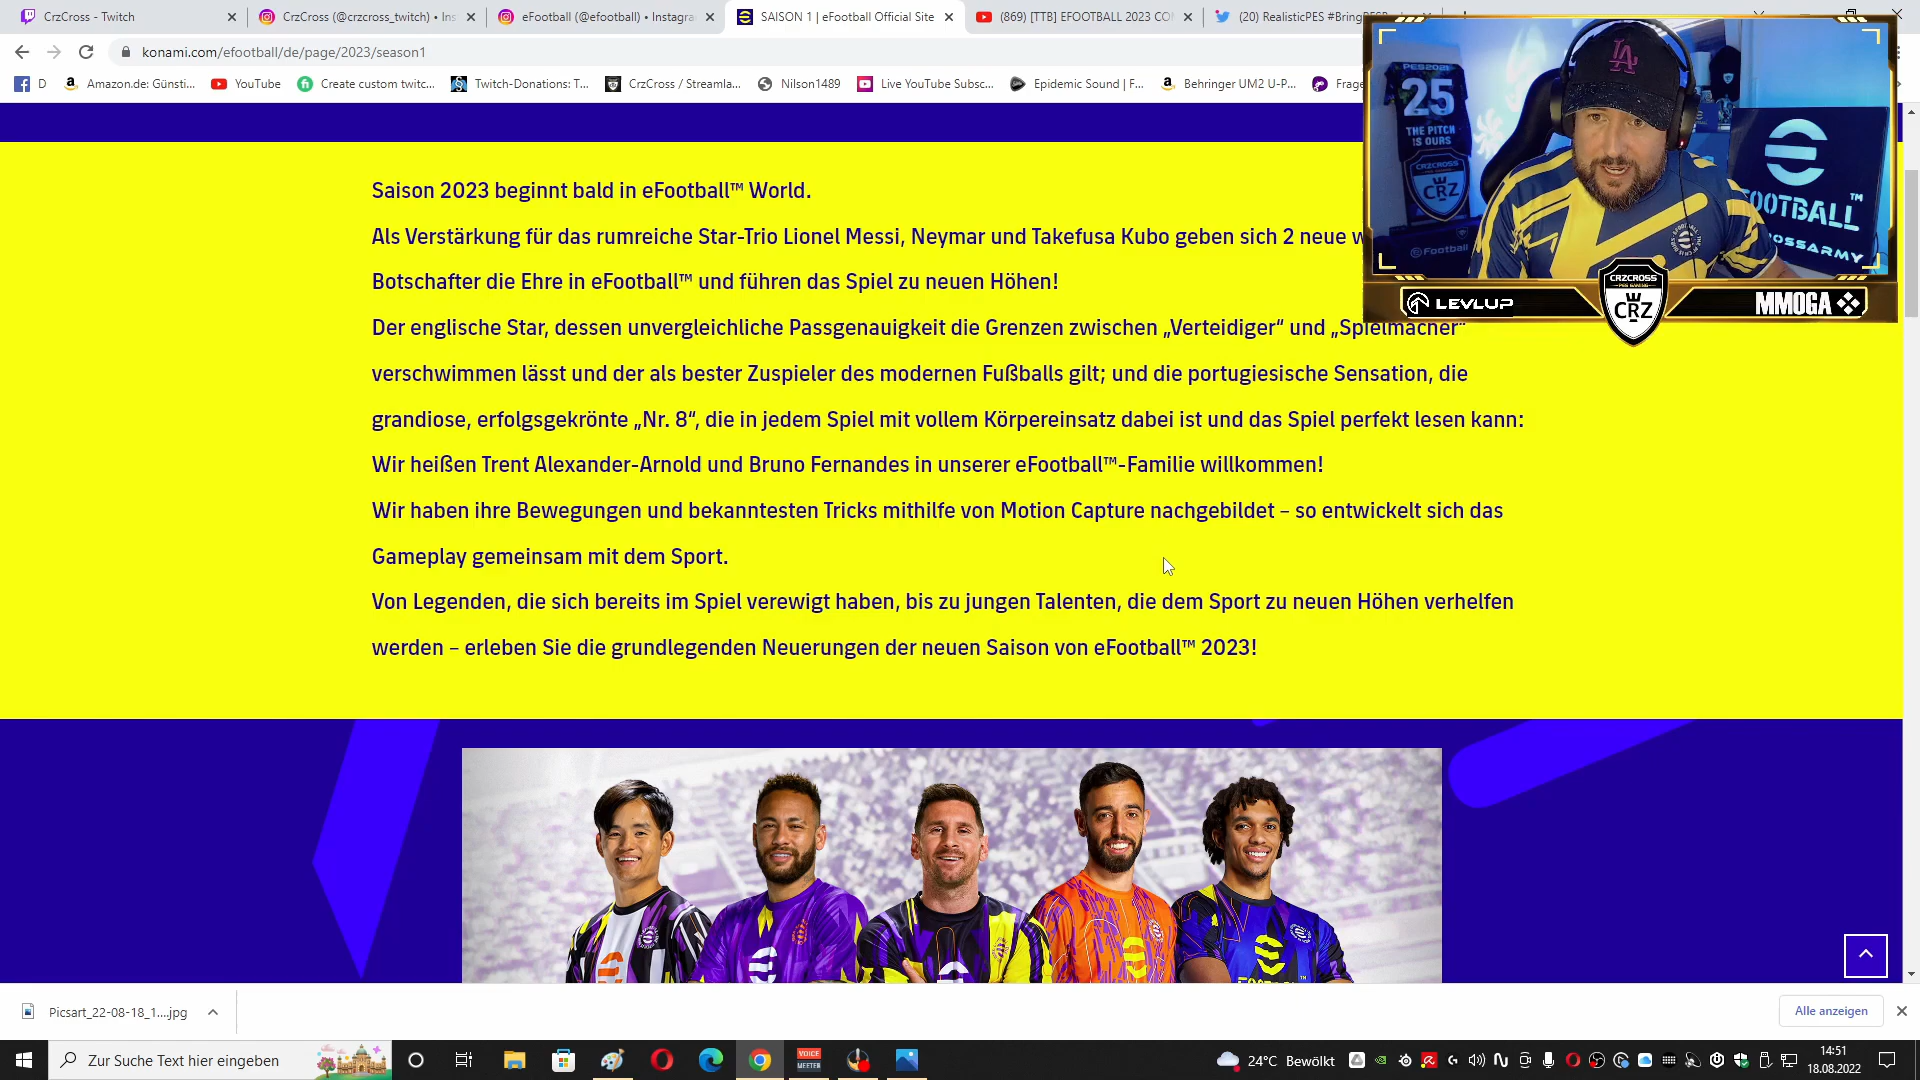 CrzCross - Twitch
CrzCross (@crzcross_twitch) • Ins
eFootball (@efootball) • Instagra
SAISON 1 | eFootball Official Site
(869) [TTB] EFOOTBALL 2023 CO
(20) RealisticPES
konami.com/efootball/de/page/2023/season1
D
Amazon.de: Günsti...
YouTube
Create custom twitc...
Twitch-Donations: T...
CrzCross / Streamla...
Nilson1489
Live YouTube Subsc...
Epidemic Sound | F...
Behringer UM2 U-P...
Frage
Saison 2023 beginnt bald in eFootball™ World.
Als Verstärkung für das rumreiche Star-Trio Lionel Messi, Neymar und Takefusa Kubo geben sich 2 neue
Botschafter die Ehre in eFootball™ und führen das Spiel zu neuen Höhen!
Der englische Star, dessen unvergleichliche Passgenauigkeit die Grenzen zwischen „Verteidiger“ und „Spielmacher“
verschwimmen lässt und der als bester Zuspieler des modernen Fußballs gilt; und die portugiesische Sensation, die
grandiose, erfolgsgekrönte „Nr. 8“, die in jedem Spiel mit vollem Körpereinsatz dabei ist und das Spiel perfekt lesen kann:
Wir heißen Trent Alexander-Arnold und Bruno Fernandes in unserer eFootball™-Familie willkommen!
Wir haben ihre Bewegungen und bekanntesten Tricks mithilfe von Motion Capture nachgebildet – so entwickelt sich das
Gameplay gemeinsam mit dem Sport.
Von Legenden, die sich bereits im Spiel verewigt haben, bis zu jungen Talenten, die dem Sport zu neuen Höhen verhelfen
werden – erleben Sie die grundlegenden Neuerungen der neuen Saison von eFootball™ 2023!
PES2021
25
THE PITCH
IS OURS
CRZCROSS
CRZ
eFootball
LA
OOTBALL™
OSSARMY
LEVLUP
CRZCROSS
PES GAMING
CRZ
MMOGA
Picsart_22-08-18_1....jpg
Alle anzeigen
Zur Suche Text hier eingeben
VOICE
MEETER
24°C Bewölkt
14:51
18.08.2022